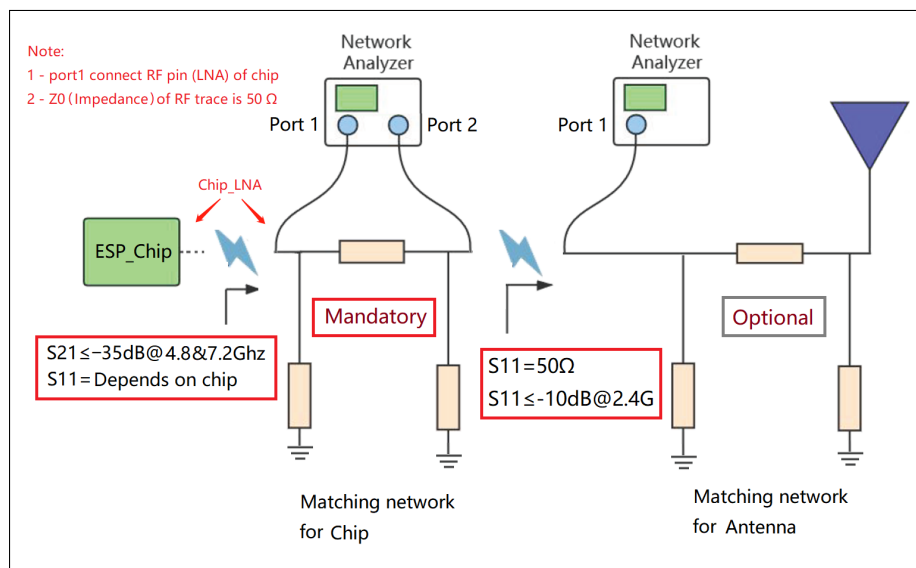 Note:
1 - port1 connect RF pin (LNA) of chip
2 - Z0 (Impedance) of RF trace is 50 Ω
Network
Analyzer
Port 1
Port 2
Network
Analyzer
Port 1
Chip_LNA
ESP_Chip
Mandatory
Optional
S21≤−35dB@4.8&7.2Ghz
S11=Depends on chip
S11=50Ω
S11≤-10dB@2.4G
Matching network
for Chip
Matching network
for Antenna